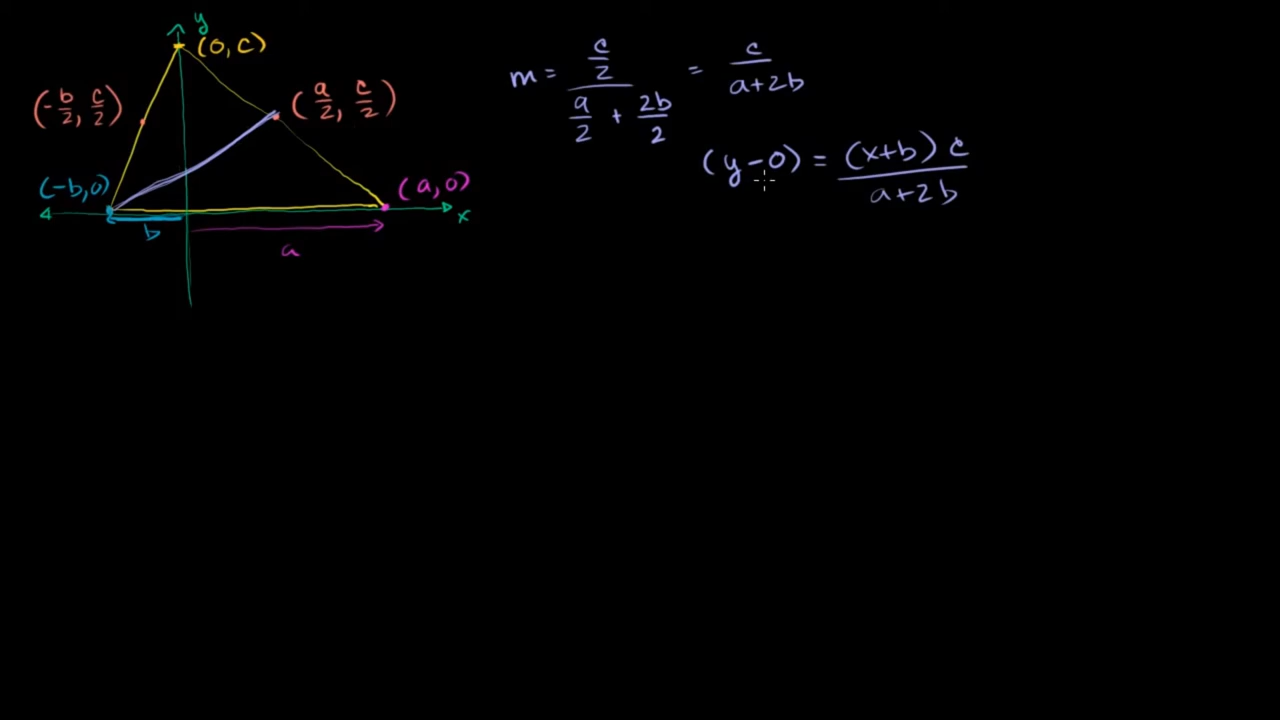 y
(0, c)
(-b/2, c/2)
(a/2, c/2)
(-b, 0)
(a, 0)
x
b
a
m = (c/2)/(a/2 + 2b/2) = c/(a+2b)
(y-0) = (x+b) c/(a+2b)